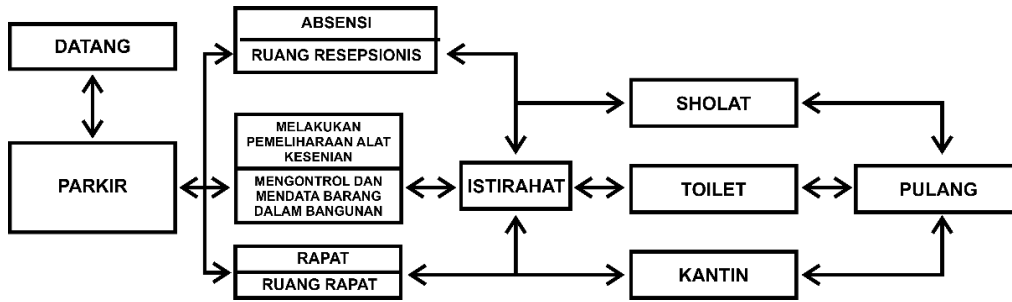 DATANG
PARKIR
ABSENSI
RUANG RESEPSIONIS
MELAKUKAN
PEMELIHARAAN ALAT
KESENIAN
MENGONTROL DAN
MENDATA BARANG
DALAM BANGUNAN
RAPAT
RUANG RAPAT
ISTIRAHAT
SHOLAT
TOILET
KANTIN
PULANG